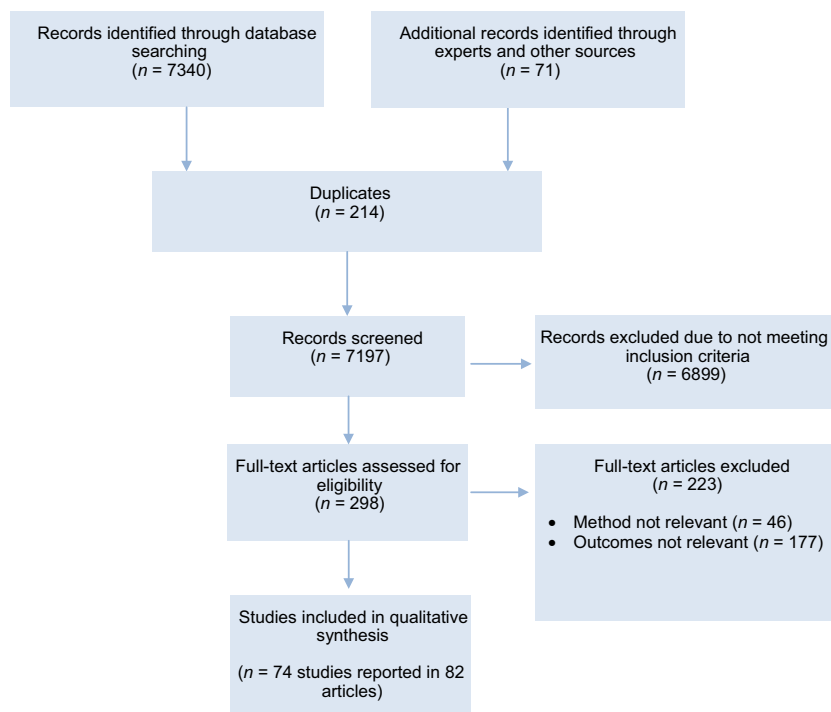 Records identified through database
searching
(n = 7340)
Additional records identified through
experts and other sources
(n = 71)
Duplicates
(n = 214)
Records screened
(n = 7197)
Records excluded due to not meeting
inclusion criteria
(n = 6899)
Full-text articles assessed for
eligibility
(n = 298)
Full-text articles excluded
(n = 223)
• Method not relevant (n = 46)
• Outcomes not relevant (n = 177)
Studies included in qualitative
synthesis
(n = 74 studies reported in 82
articles)